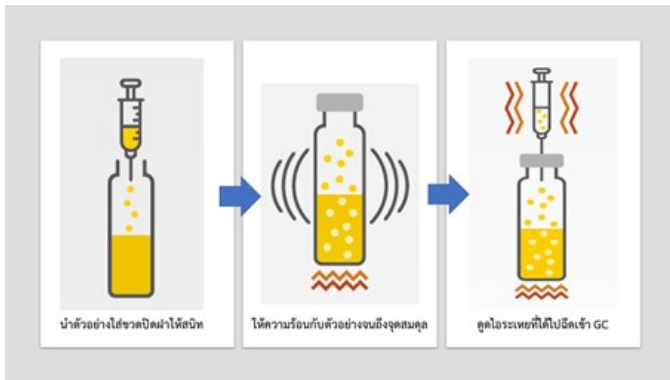 นำตัวอย่างใส่ขวดปิดฝาให้สนิท
ให้ความร้อนกับตัวอย่างจนถึงจุดสมดุล
ดูดไอระเหยที่ได้ไปฉีดเข้า GC